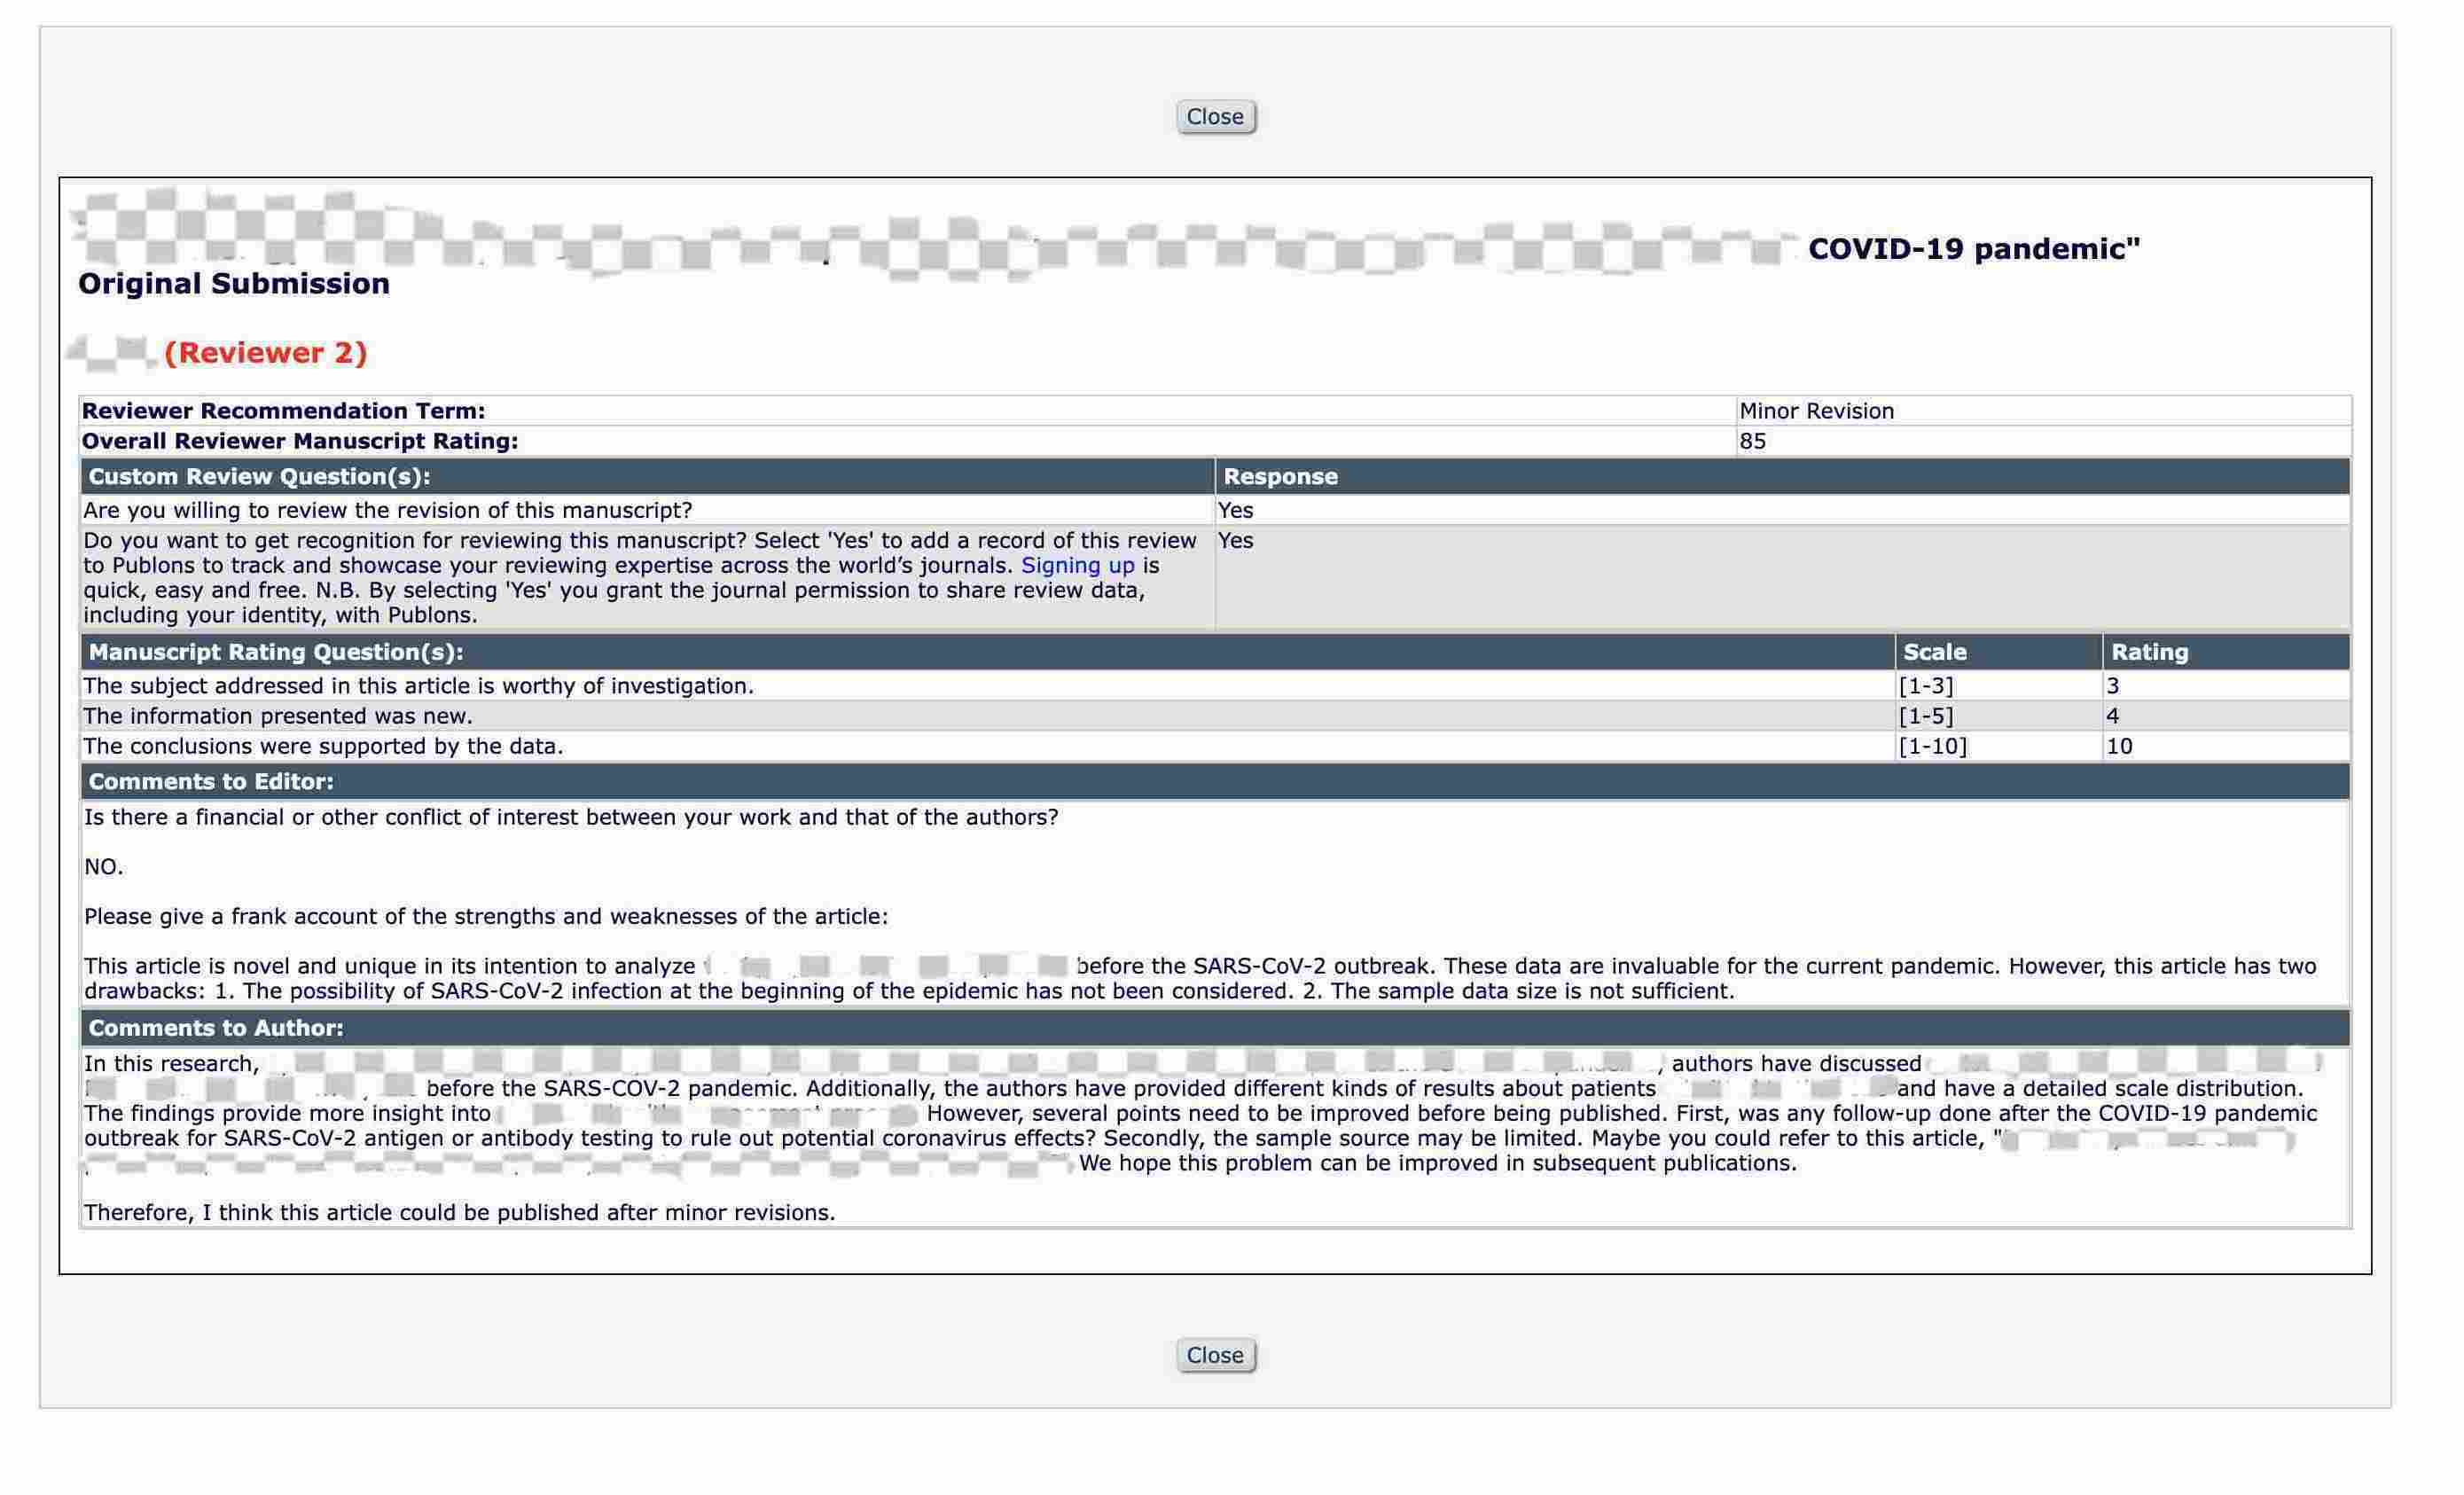 Close
COVID-19 pandemic"
Original Submission
(Reviewer 2)
Reviewer Recommendation Term: Minor Revision
Overall Reviewer Manuscript Rating: 85
Custom Review Question(s): Response
Are you willing to review the revision of this manuscript? Yes
Do you want to get recognition for reviewing this manuscript? Select 'Yes' to add a record of this review Yes
to Publons to track and showcase your reviewing expertise across the world’s journals. Signing up is
quick, easy and free. N.B. By selecting 'Yes' you grant the journal permission to share review data,
including your identity, with Publons.
Manuscript Rating Question(s): Scale Rating
The subject addressed in this article is worthy of investigation. [1-3] 3
The information presented was new. [1-5] 4
The conclusions were supported by the data. [1-10] 10
Comments to Editor:
Is there a financial or other conflict of interest between your work and that of the authors?
NO.
Please give a frank account of the strengths and weaknesses of the article:
This article is novel and unique in its intention to analyze before the SARS-CoV-2 outbreak. These data are invaluable for the current pandemic. However, this article has two
drawbacks: 1. The possibility of SARS-CoV-2 infection at the beginning of the epidemic has not been considered. 2. The sample data size is not sufficient.
Comments to Author:
In this research, , authors have discussed
before the SARS-COV-2 pandemic. Additionally, the authors have provided different kinds of results about patients and have a detailed scale distribution.
The findings provide more insight into However, several points need to be improved before being published. First, was any follow-up done after the COVID-19 pandemic
outbreak for SARS-CoV-2 antigen or antibody testing to rule out potential coronavirus effects? Secondly, the sample source may be limited. Maybe you could refer to this article, "
We hope this problem can be improved in subsequent publications.
Therefore, I think this article could be published after minor revisions.
Close